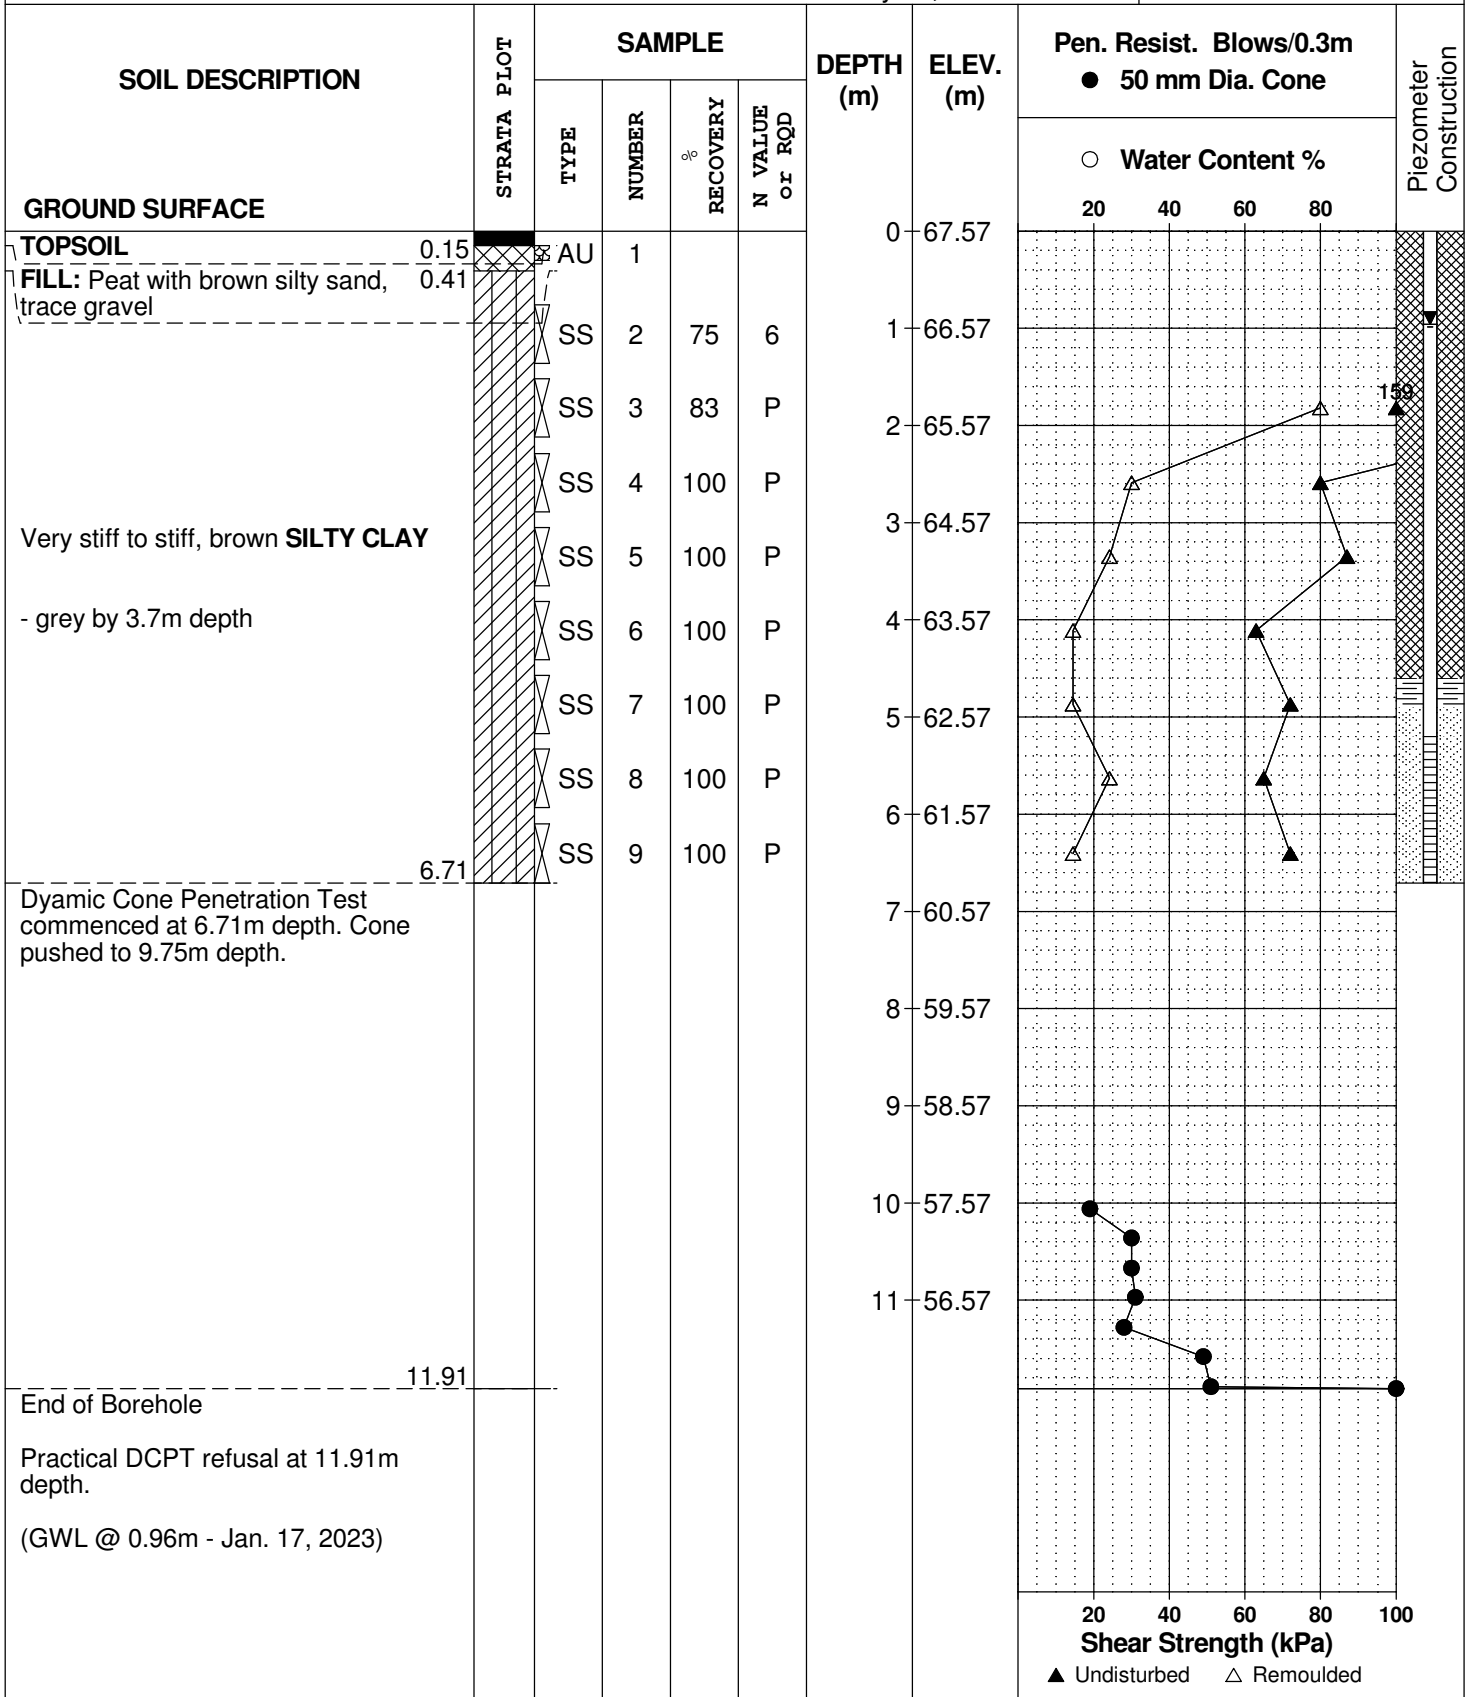 SOIL DESCRIPTION
GROUND SURFACE
STRATA PLOT
SAMPLE
TYPE
NUMBER
% RECOVERY
N VALUE or RQD
DEPTH (m)
ELEV. (m)
Pen. Resist. Blows/0.3m
● 50 mm Dia. Cone
○ Water Content %
20 40 60 80
Piezometer Construction
TOPSOIL 0.15
FILL: Peat with brown silty sand, 0.41
trace gravel
AU 1
SS 2 75 6
SS 3 83 P
SS 4 100 P
SS 5 100 P
SS 6 100 P
SS 7 100 P
SS 8 100 P
SS 9 100 P
Very stiff to stiff, brown SILTY CLAY
- grey by 3.7m depth
6.71
Dyamic Cone Penetration Test
commenced at 6.71m depth. Cone
pushed to 9.75m depth.
11.91
End of Borehole
Practical DCPT refusal at 11.91m
depth.
(GWL @ 0.96m - Jan. 17, 2023)
0 67.57
1 66.57
2 65.57
3 64.57
4 63.57
5 62.57
6 61.57
7 60.57
8 59.57
9 58.57
10 57.57
11 56.57
159
20 40 60 80 100
Shear Strength (kPa)
▲ Undisturbed △ Remoulded